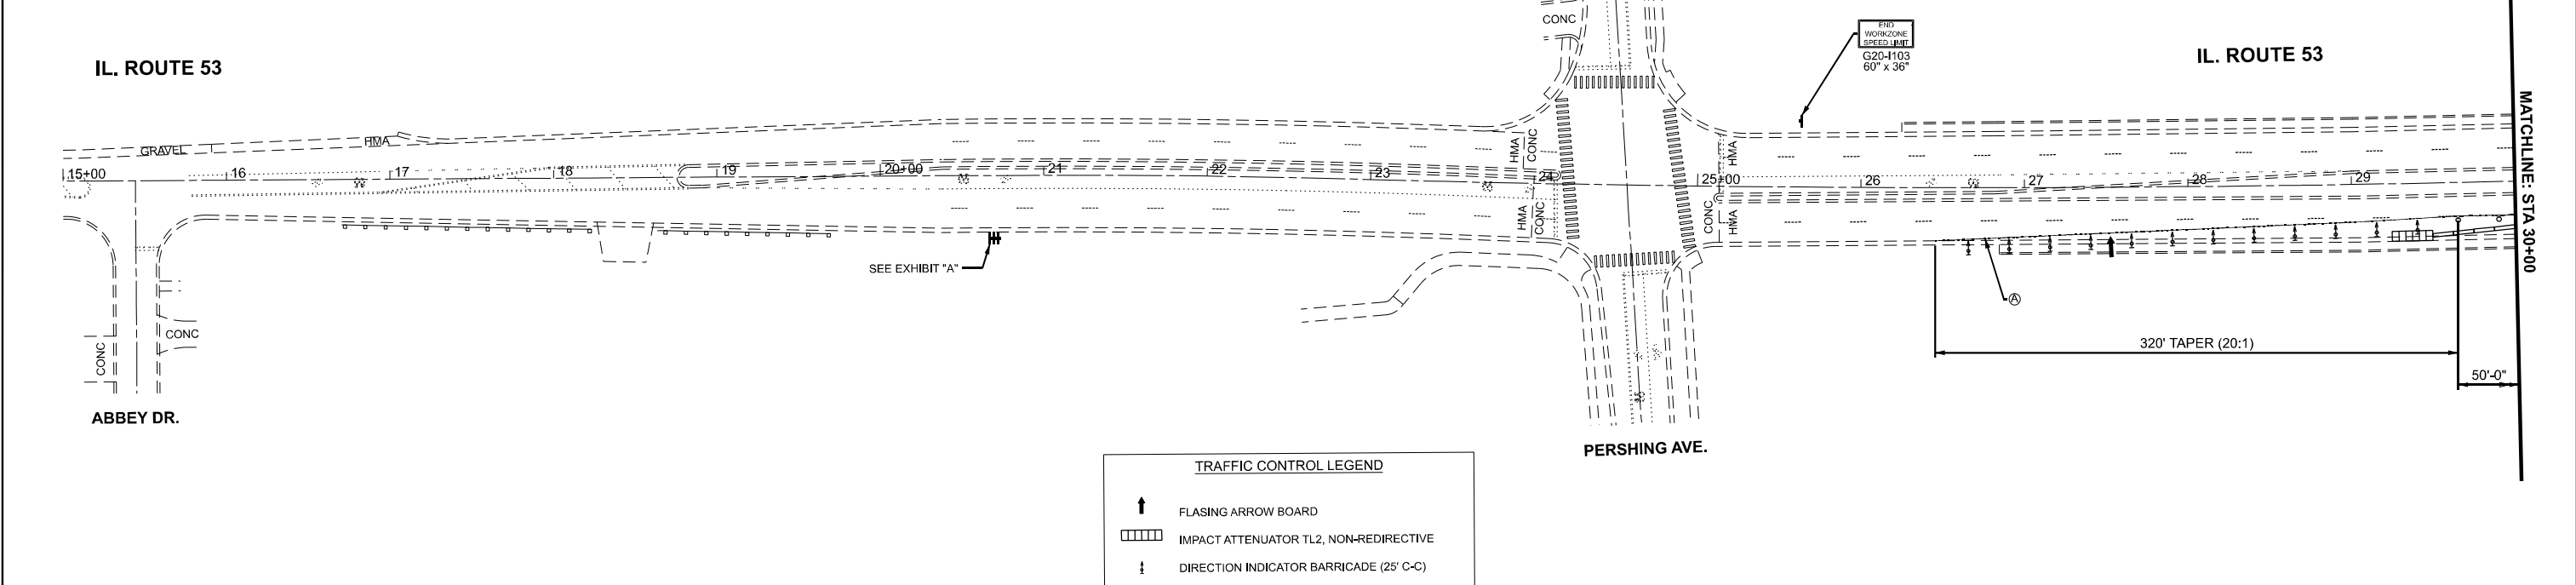 CONC
END
WORKZONE
SPEED LIMIT
G20-I103
60" x 36"
IL. ROUTE 53
IL. ROUTE 53
MATCHLINE: STA 30+00
GRAVEL
HMA
HMA
CONC
HMA
15+00
16
17
18
19
20+00
21
22
23
24
25+00
26
27
28
29
HMA
CONC
CONC
HMA
SEE EXHIBIT "A"
A
CONC
CONC
320' TAPER (20:1)
50'-0"
ABBEY DR.
PERSHING AVE.
TRAFFIC CONTROL LEGEND
FLASING ARROW BOARD
IMPACT ATTENUATOR TL2, NON-REDIRECTIVE
DIRECTION INDICATOR BARRICADE (25' C-C)